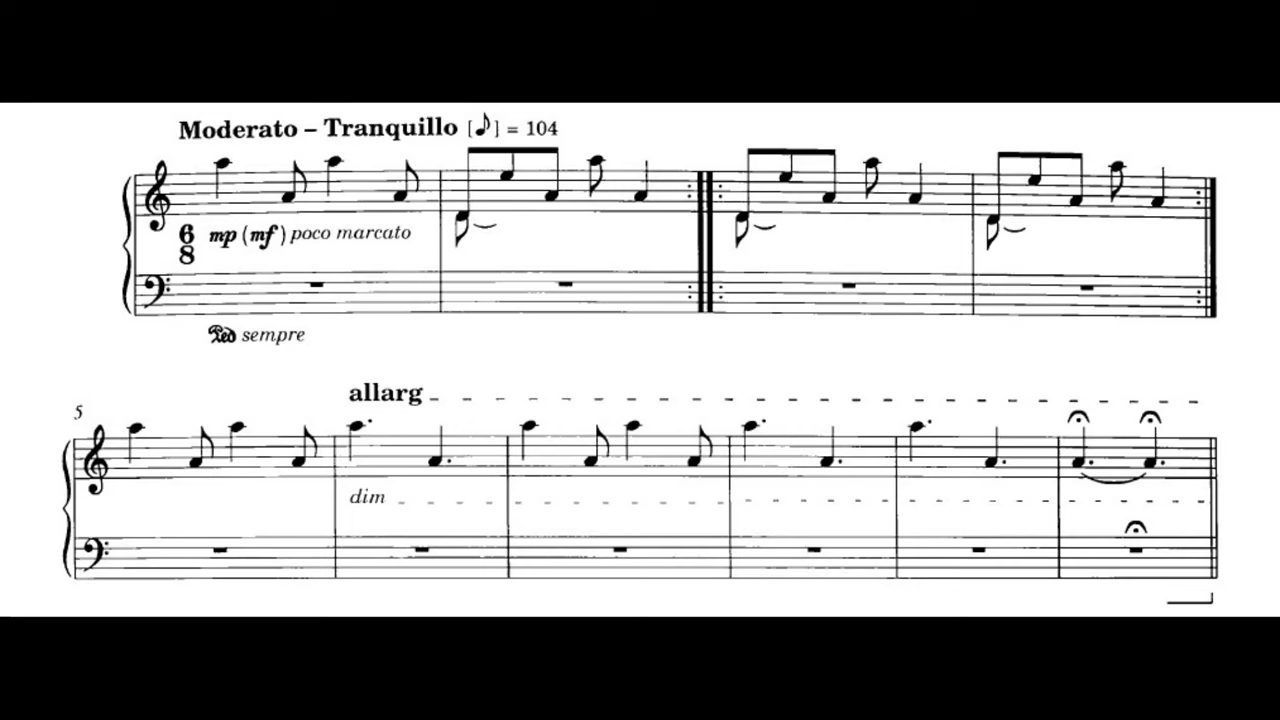 Moderato – Tranquillo [♪] = 104
6
8
mp (mf) poco marcato
Ped sempre
allarg
5
dim